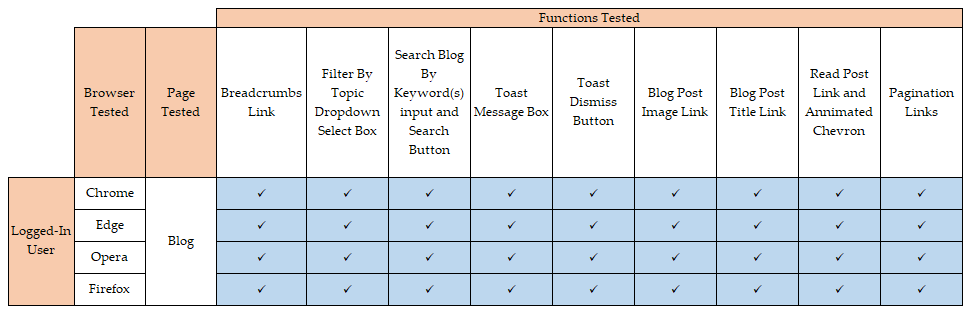 Functions Tested
Browser
Tested
Page
Tested
Breadcrumbs
Link
Filter By
Topic
Dropdown
Select Box
Search Blog
By
Keyword(s)
input and
Search
Button
Toast
Message Box
Toast
Dismiss
Button
Blog Post
Image Link
Blog Post
Title Link
Read Post
Link and
Annimated
Chevron
Pagination
Links
Logged-In
User
Blog
Chrome ✓ ✓ ✓ ✓ ✓ ✓ ✓ ✓ ✓
Edge ✓ ✓ ✓ ✓ ✓ ✓ ✓ ✓ ✓
Opera ✓ ✓ ✓ ✓ ✓ ✓ ✓ ✓ ✓
Firefox ✓ ✓ ✓ ✓ ✓ ✓ ✓ ✓ ✓